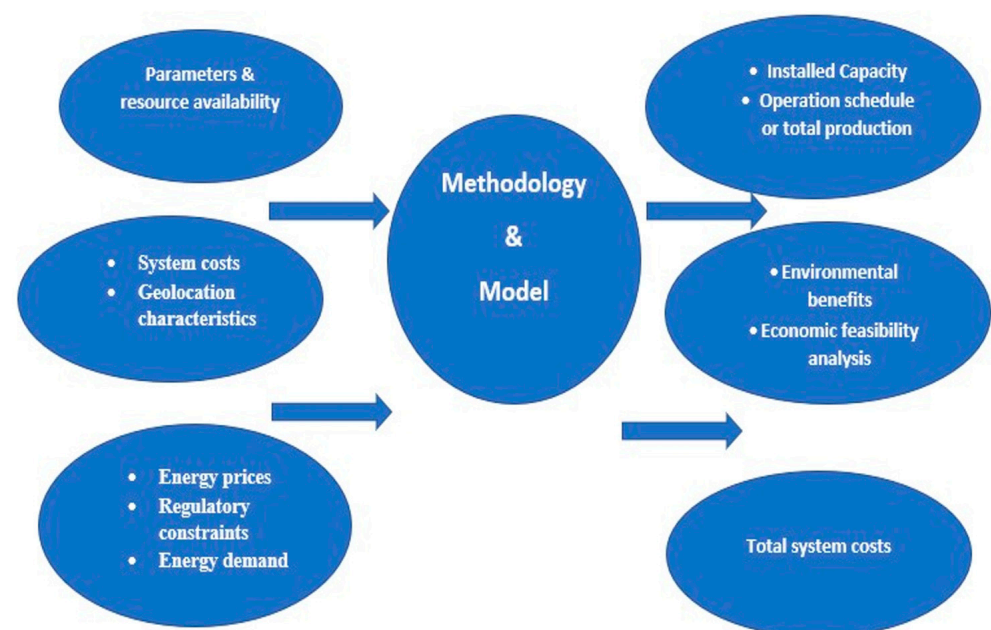 Parameters &
resource availability
• System costs
• Geolocation
characteristics
• Energy prices
• Regulatory
constraints
• Energy demand
Methodology
&
Model
• Installed Capacity
• Operation schedule
or total production
• Environmental
benefits
• Economic feasibility
analysis
Total system costs